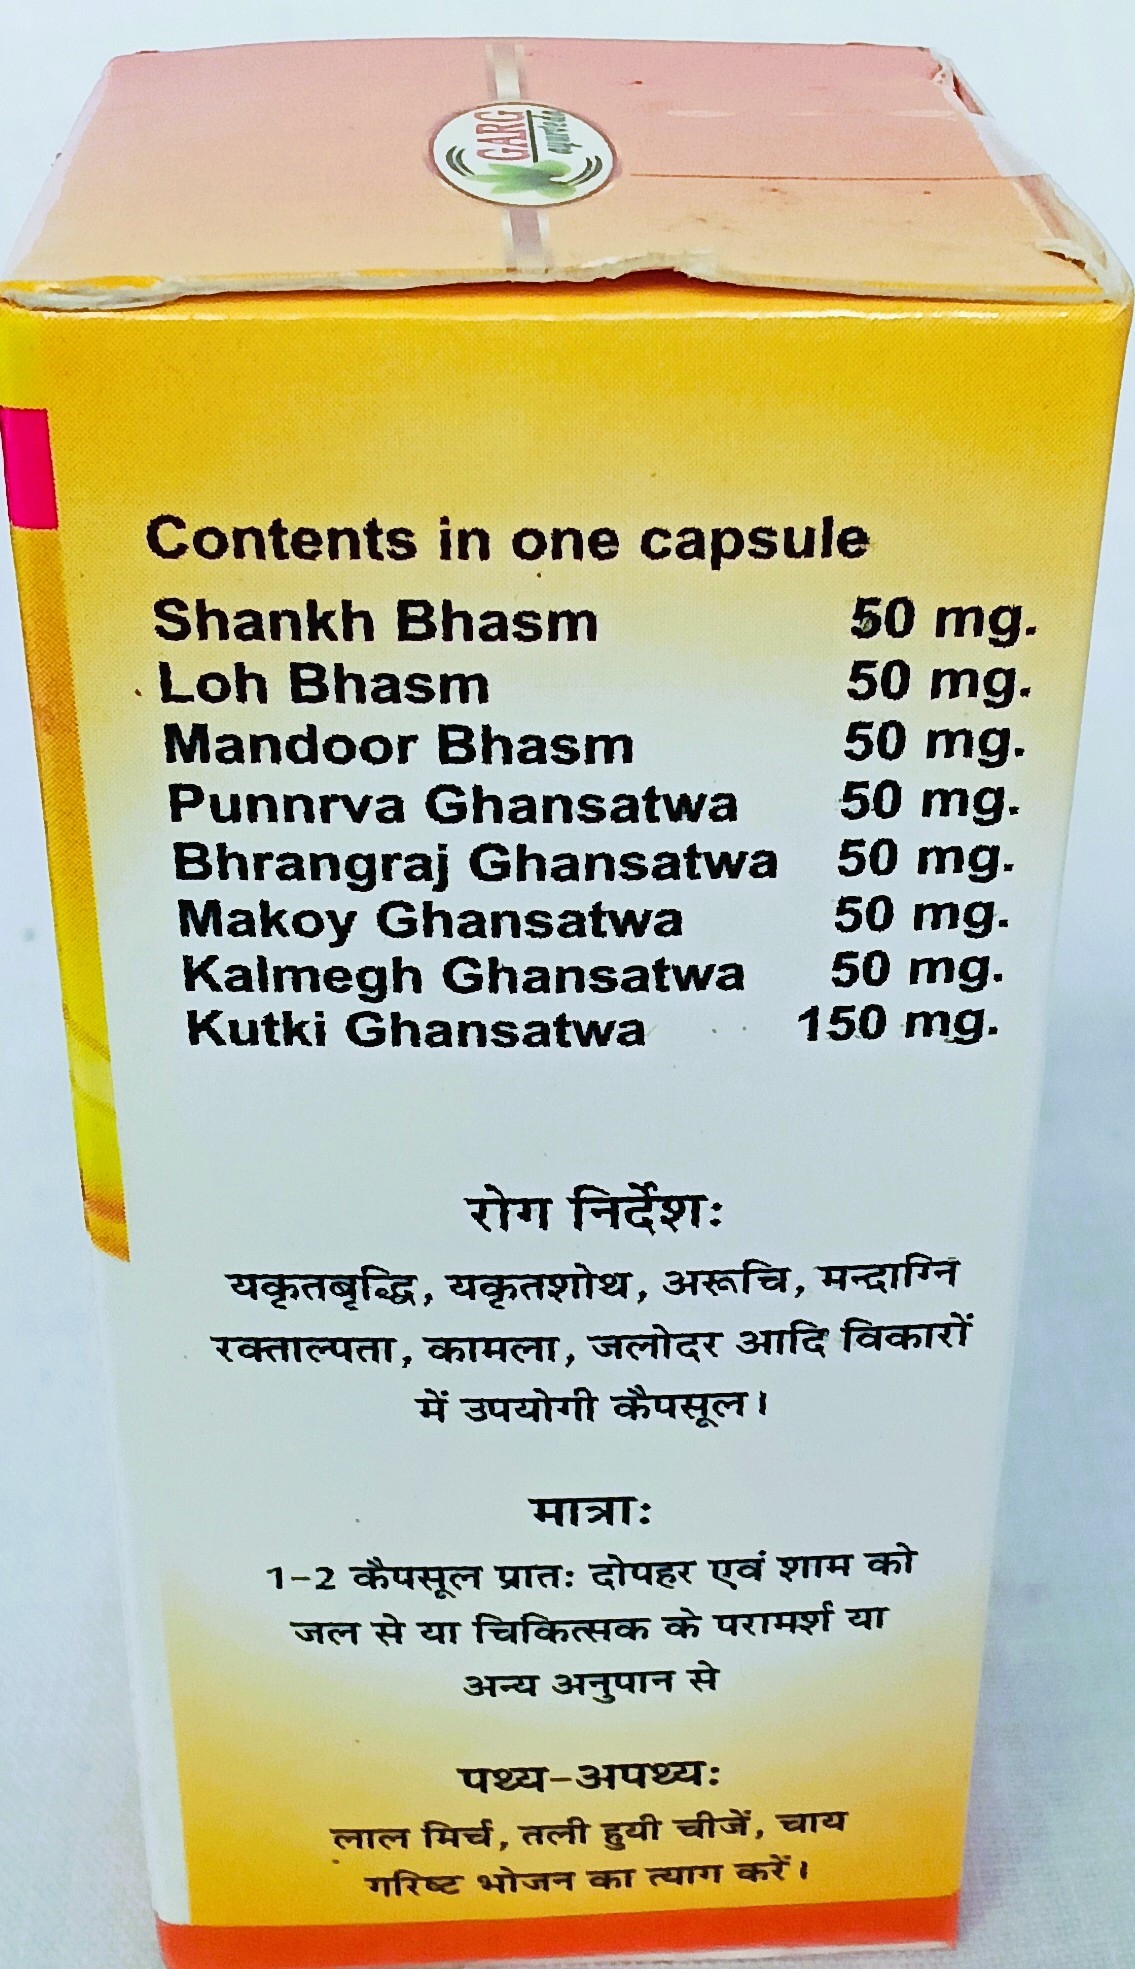 GARG
ayurveda
Contents in one capsule
Shankh Bhasm 50 mg.
Loh Bhasm 50 mg.
Mandoor Bhasm 50 mg.
Punnrva Ghansatwa 50 mg.
Bhrangraj Ghansatwa 50 mg.
Makoy Ghansatwa 50 mg.
Kalmegh Ghansatwa 50 mg.
Kutki Ghansatwa 150 mg.
रोग निर्देश:
यकृतबृद्धि, यकृतशोथ, अरूचि, मन्दाग्नि
रक्ताल्पता, कामला, जलोदर आदि विकारों
में उपयोगी कैपसूल।
मात्रा:
1-2 कैपसूल प्रात: दोपहर एवं शाम को
जल से या चिकित्सक के परामर्श या
अन्य अनुपान से
पथ्य-अपथ्य:
लाल मिर्च, तली हुयी चीजें, चाय
गरिष्ट भोजन का त्याग करें।